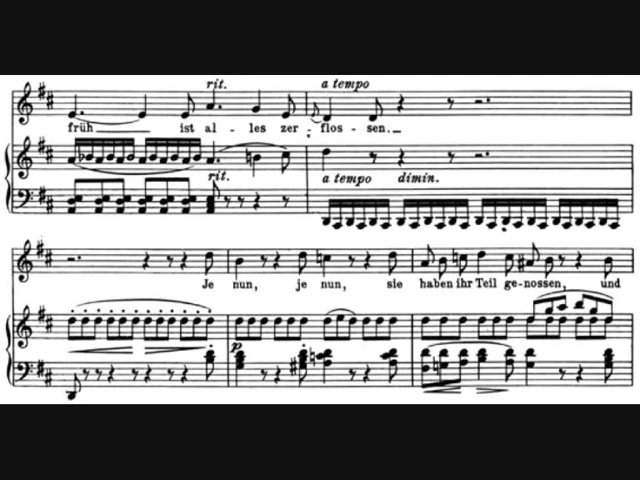 rit. a tempo
früh ist al - les zer - flos - sen.
rit. a tempo dimin.
Je nun, je nun, sie haben ihr Teil ge-nossen, und
p